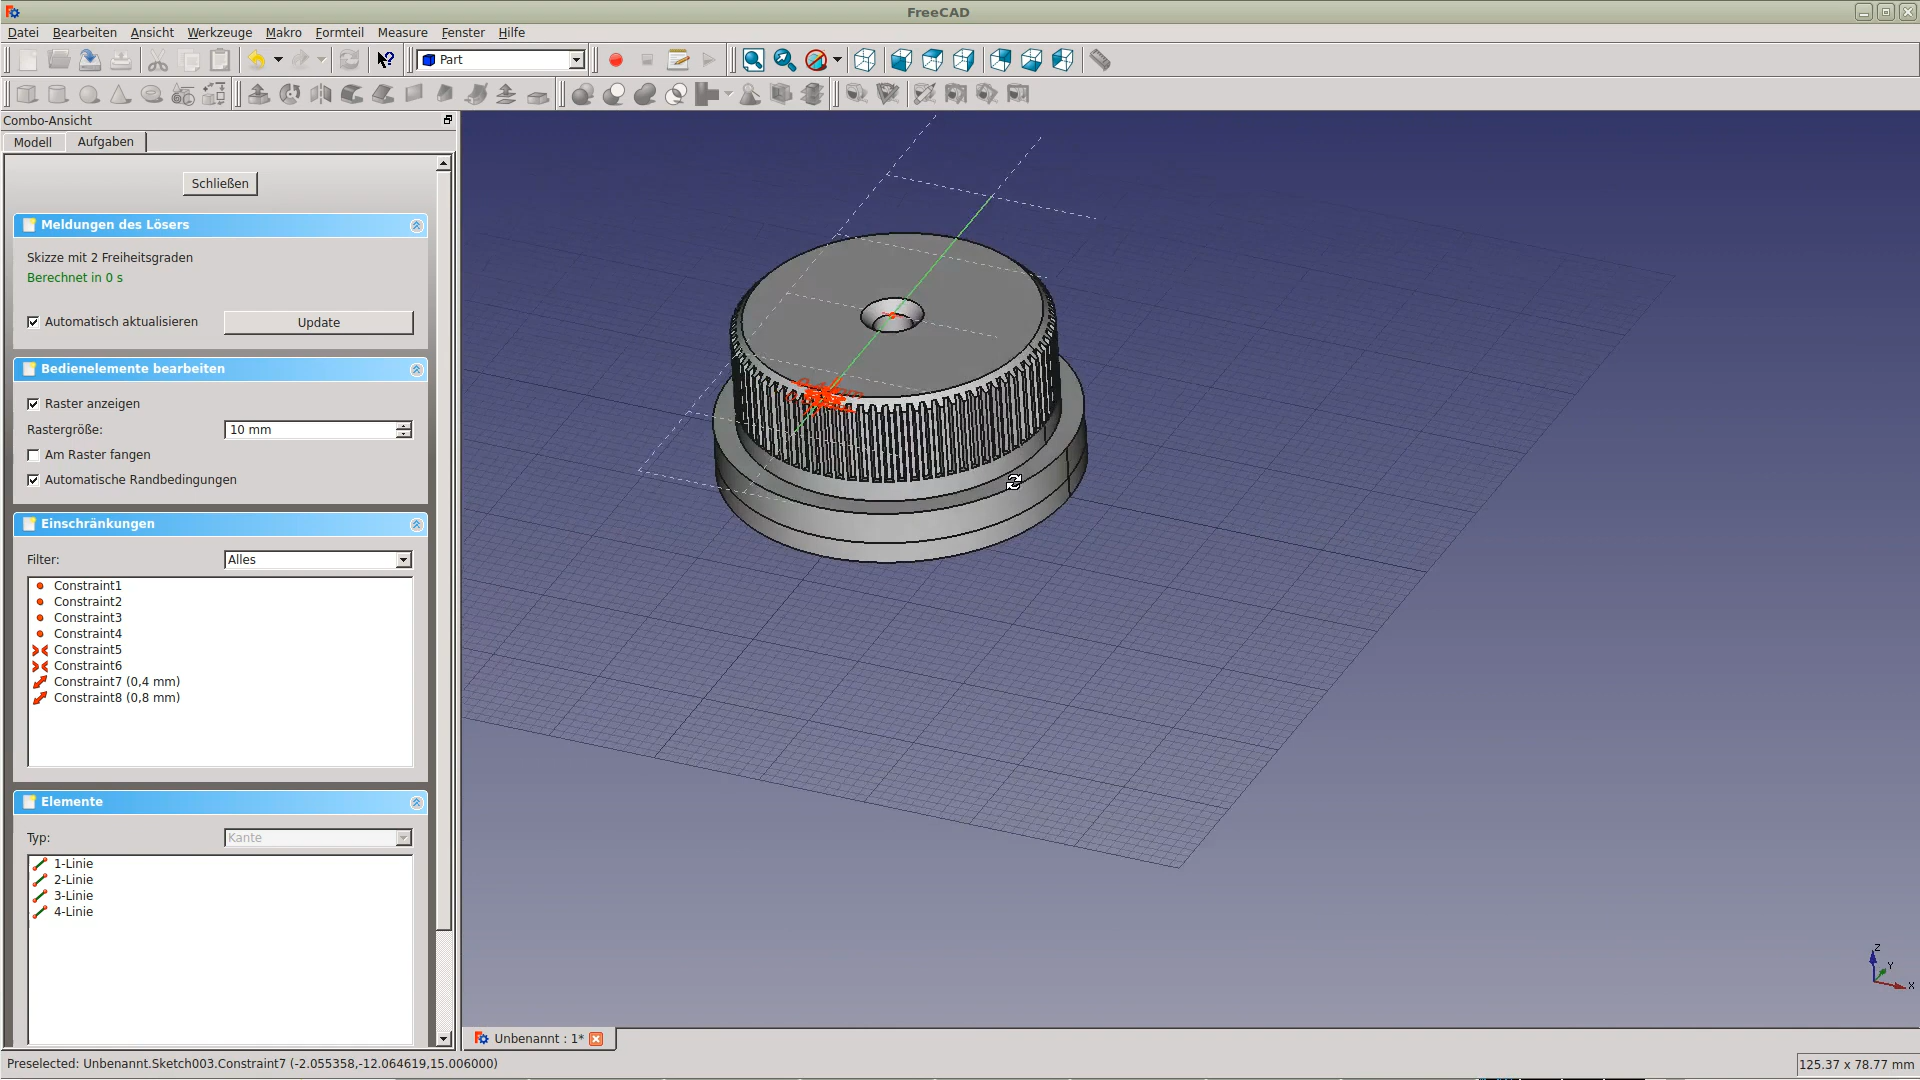 FreeCAD
Datei Bearbeiten Ansicht Werkzeuge Makro Formteil Measure Fenster Hilfe
Part
Combo-Ansicht
Modell Aufgaben
Schließen
Meldungen des Lösers
Skizze mit 2 Freiheitsgraden
Berechnet in 0 s
Automatisch aktualisieren Update
Bedienelemente bearbeiten
Raster anzeigen
Rastergröße: 10 mm
Am Raster fangen
Automatische Randbedingungen
Einschränkungen
Filter: Alles
Constraint1
Constraint2
Constraint3
Constraint4
Constraint5
Constraint6
Constraint7 (0,4 mm)
Constraint8 (0,8 mm)
Elemente
Typ: Kante
1-Linie
2-Linie
3-Linie
4-Linie
Z
Y
X
Unbenannt : 1*
Preselected: Unbenannt.Sketch003.Constraint7 (-2.055358,-12.064619,15.006000)
125.37 x 78.77 mm